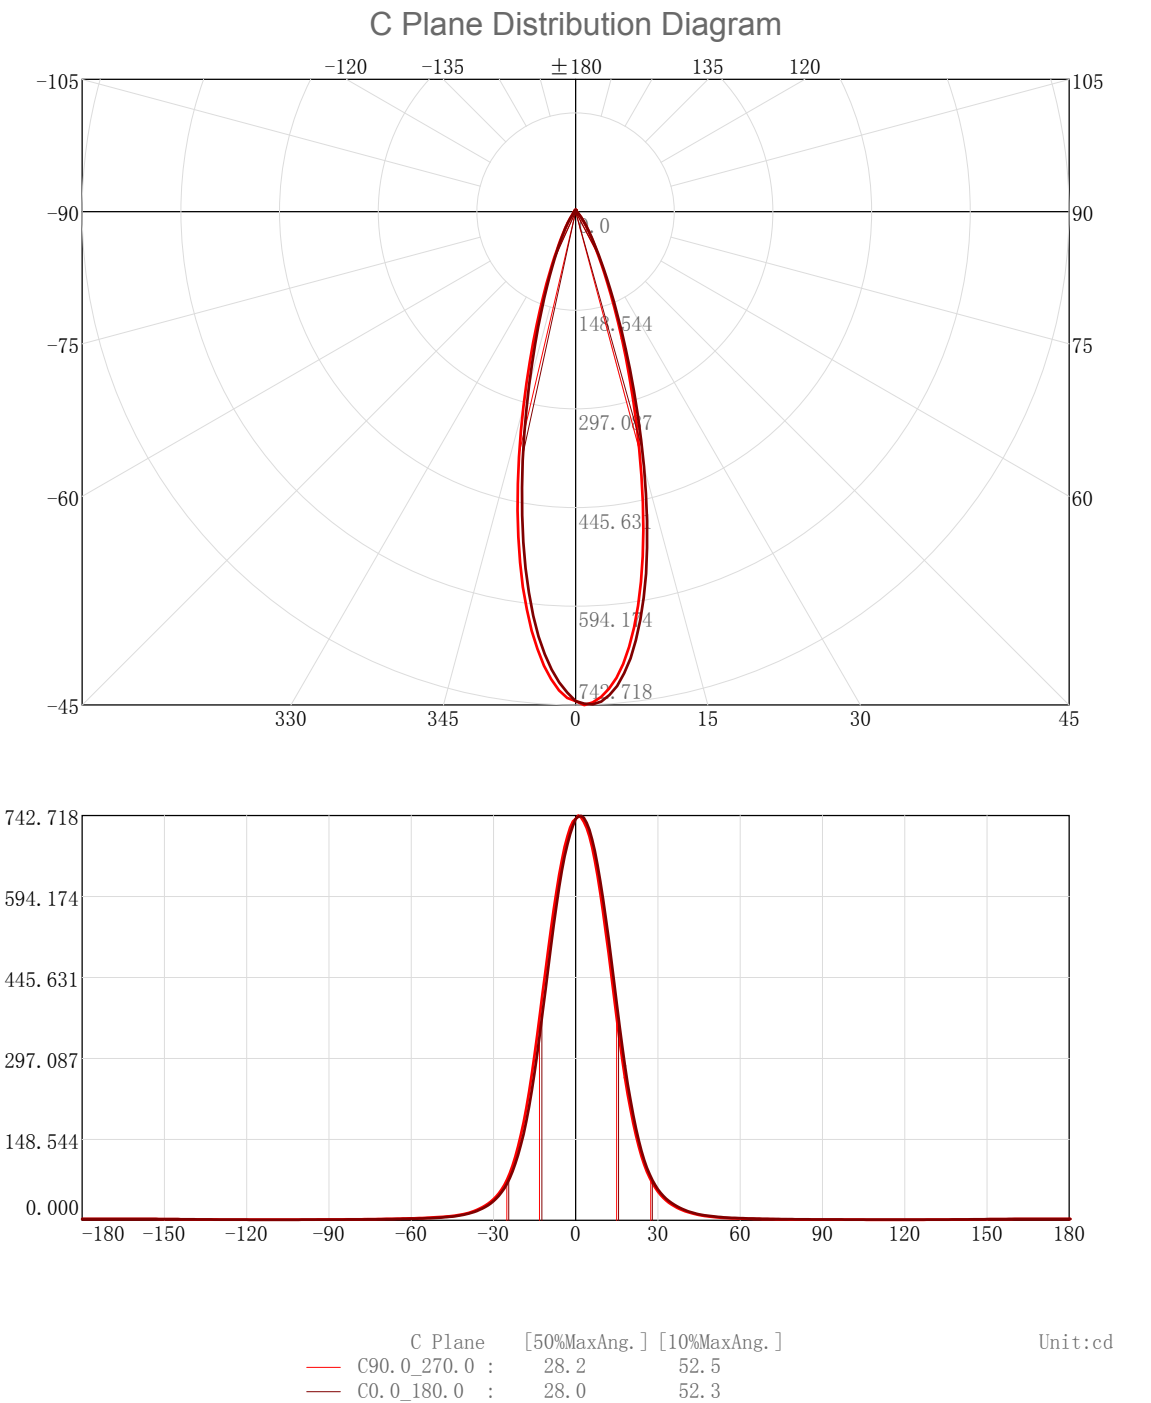 C Plane Distribution Diagram
-120 -135 ±180 135 120
-105 105
-90 90
0.0
148.544
-75 75
297.087
-60 60
445.631
594.174
742.718
-45 330 345 0 15 30 45
742.718
594.174
445.631
297.087
148.544
0.000
-180 -150 -120 -90 -60 -30 0 30 60 90 120 150 180
C Plane [50%MaxAng.] [10%MaxAng.] Unit:cd
C90.0_270.0 : 28.2 52.5
C0.0_180.0 : 28.0 52.3